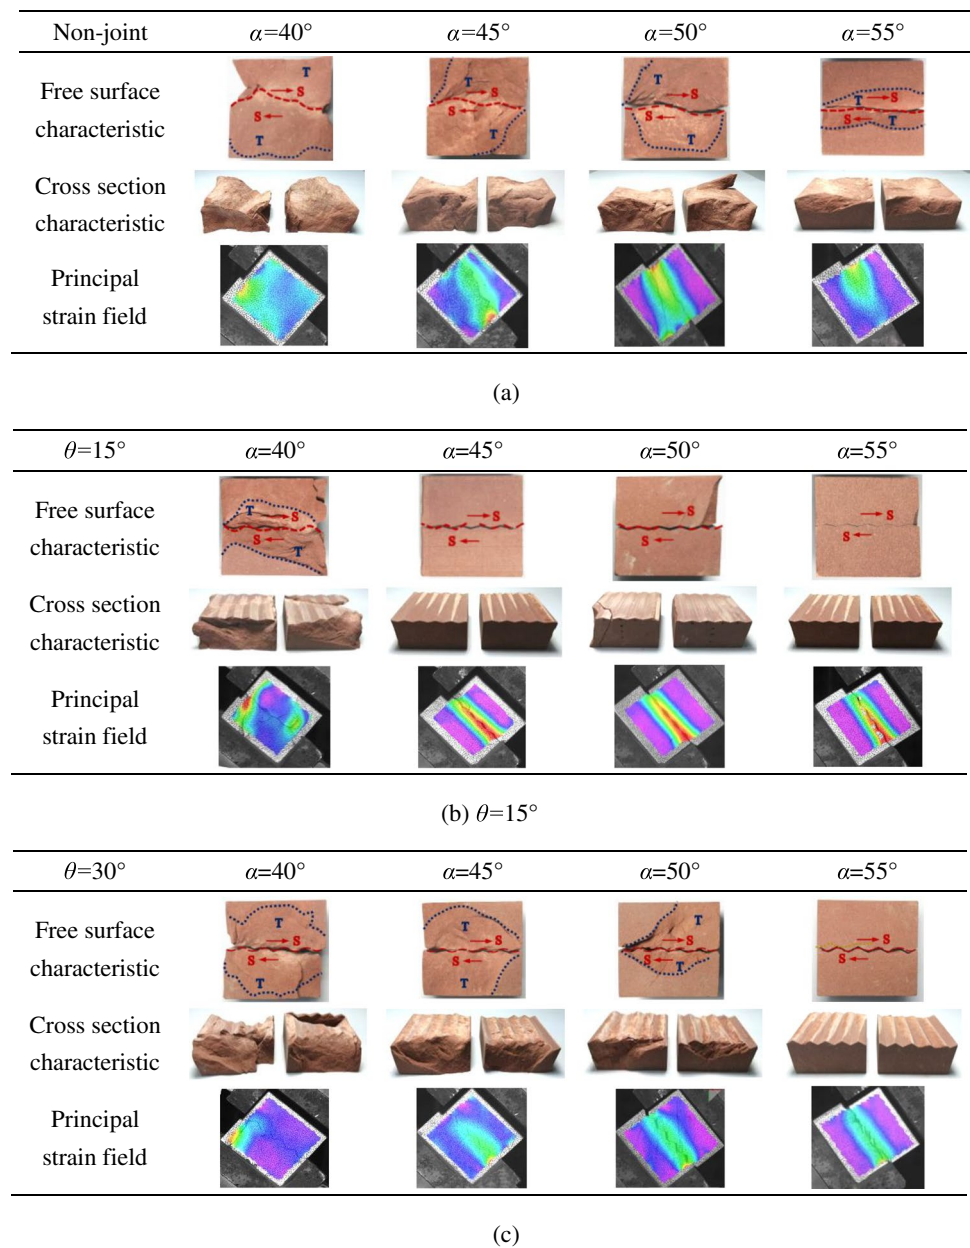 Non-joint α=40° α=45° α=50° α=55°
Free surface
characteristic
T S S T
T S S T
T S S T
T S S T
Cross section
characteristic
Principal
strain field
(a)
θ=15° α=40° α=45° α=50° α=55°
Free surface
characteristic
T S S T
S S
S S
S S
Cross section
characteristic
Principal
strain field
(b) θ=15°
θ=30° α=40° α=45° α=50° α=55°
Free surface
characteristic
T S S T
T S S T
T S S T
S S
Cross section
characteristic
Principal
strain field
(c)